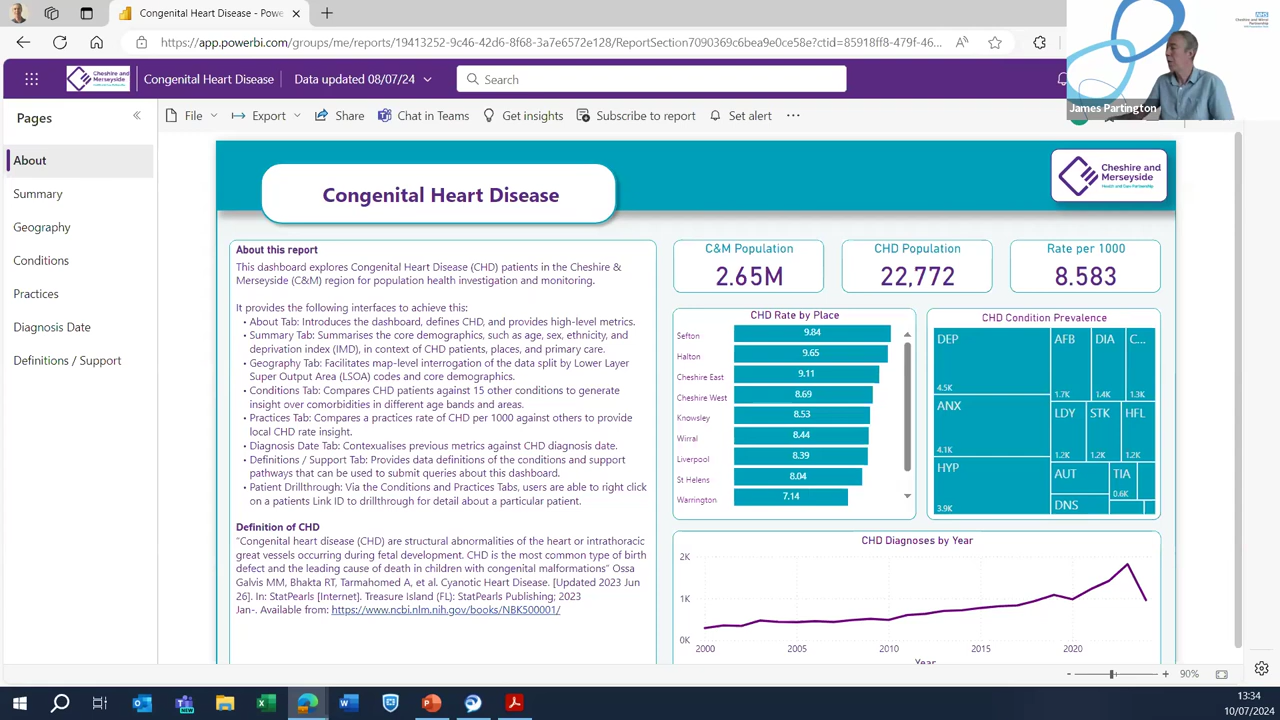 Congenital Heart Disease - Powe
https://app.powerbi.com/groups/me/reports/
Cheshire and
Merseyside
Congenital Heart Disease
Data updated 08/07/24
Search
NHS
James Partington
Pages
File
Export
Share
Get insights
Subscribe to report
Set alert
About
Summary
Geography
Conditions
Practices
Diagnosis Date
Definitions / Support
Congenital Heart Disease
Cheshire and
Merseyside
Health and Care Partnership
About this report
This dashboard explores Congenital Heart Disease (CHD) patients in the Cheshire &
Merseyside (C&M) region for population health investigation and monitoring.
It provides the following interfaces to achieve this:
• About Tab: Introduces the dashboard, defines CHD, and provides high-level metrics.
• Summary Tab: Summarises the core demographics, such as age, sex, ethnicity, and
deprivation index (IMD), in context of CHD patients, places, and primary care.
• Geography Tab: Facilitates map-level interrogation of the data split by Lower Layer
Super Output Area (LSOA) codes and core demographics.
• Conditions Tab: Compares CHD patients against 15 other conditions to generate
insight over comorbidities in different age bands and areas.
• Practices Tab: Compare a practices rate of CHD per 1000 against others to provide
local CHD rate insight.
• Diagnosis Date Tab: Contexualises previous metrics against CHD diagnosis date.
• Definitions / Support Tab: Provides data definitions of the conditions and support
pathways that can be used to submit queries about this dashboard.
• Patient Drillthrough: Via the Conditions and Practices Tabs, users are able to right click
on a patients Link ID to drillthrough for detail about a particular patient.
Definition of CHD
"Congenital heart disease (CHD) are structural abnormalities of the heart or intrathoracic
great vessels occurring during fetal development. CHD is the most common type of birth
defect and the leading cause of death in children with congenital malformations" Ossa
Galvis MM, Bhakta RT, Tarmahomed A, et al. Cyanotic Heart Disease. [Updated 2023 Jun
26]. In: StatPearls [Internet]. Treasure Island (FL): StatPearls Publishing; 2023
Jan-. Available from: https://www.ncbi.nlm.nih.gov/books/NBK500001/
C&M Population
2.65M
CHD Population
22,772
Rate per 1000
8.583
CHD Rate by Place
Sefton 9.84
Halton 9.65
Cheshire East 9.11
Cheshire West 8.69
Knowsley 8.53
Wirral 8.44
Liverpool 8.39
St Helens 8.04
Warrington 7.14
CHD Condition Prevalence
DEP
4.5K
ANX
4.1K
HYP
3.9K
AFB
1.7K
DIA
1.4K
C...
1.3K
LDY
1.2K
STK
1.2K
HFL
1.2K
AUT
TIA
0.6K
DNS
CHD Diagnoses by Year
2K
1K
0K
2000 2005 2010 2015 2020
Year
90%
13:34
10/07/2024